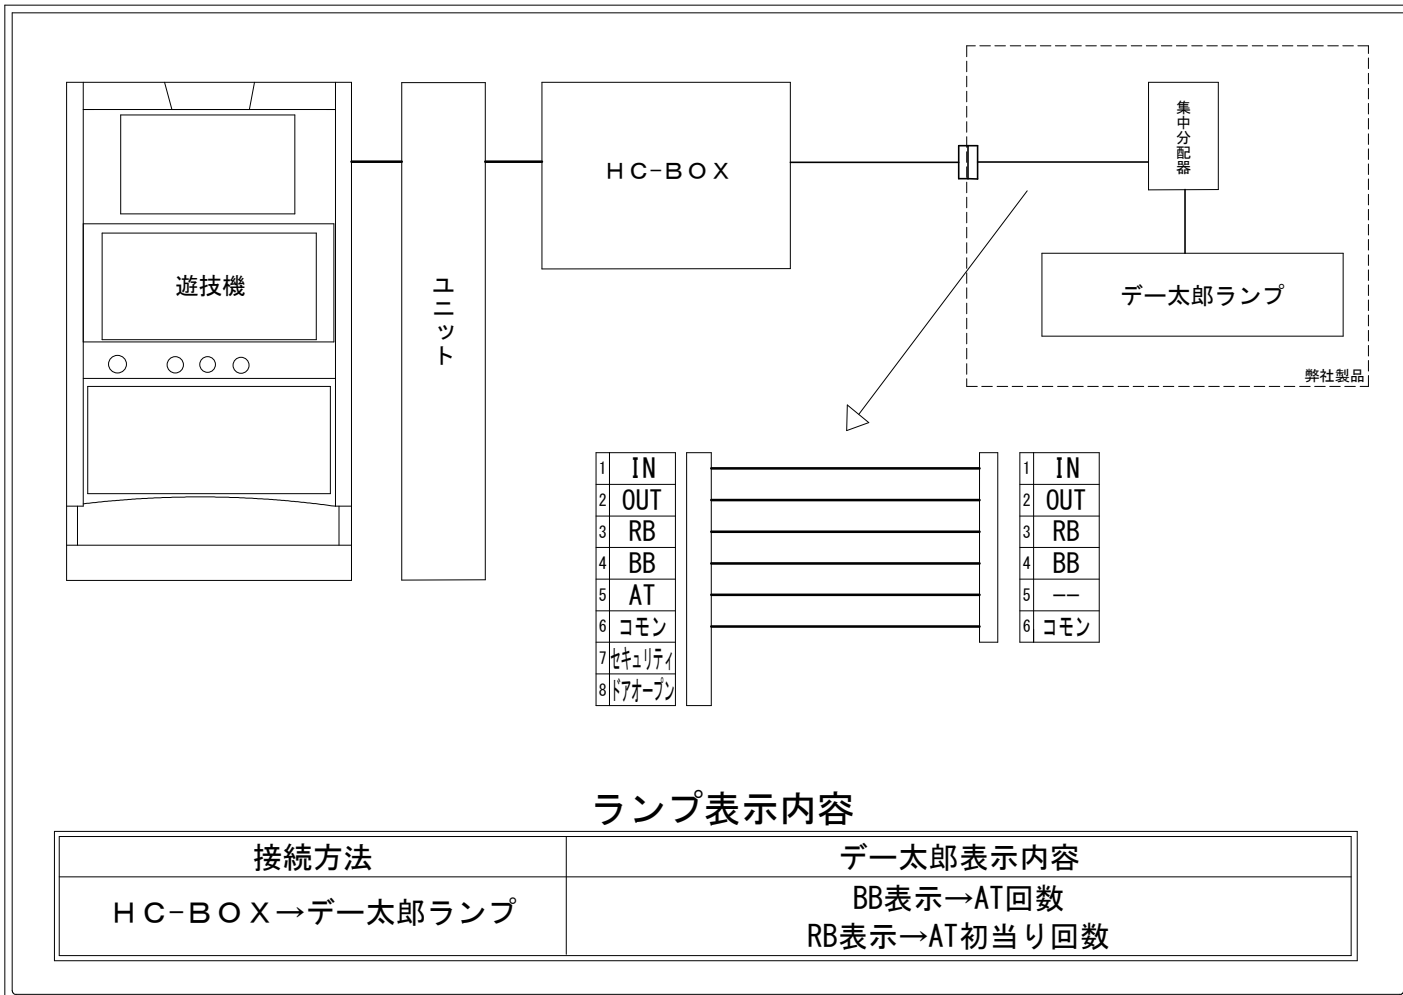 遊技機
ユニット
HC-BOX
集中分配器
デー太郎ランプ
弊社製品
1 IN
2 OUT
3 RB
4 BB
5 AT
6 コモン
7 セキュリティ
8 ドアオープン
1 IN
2 OUT
3 RB
4 BB
5 --
6 コモン
ランプ表示内容
接続方法 デー太郎表示内容
HC-BOX→デー太郎ランプ
BB表示→AT回数
RB表示→AT初当り回数